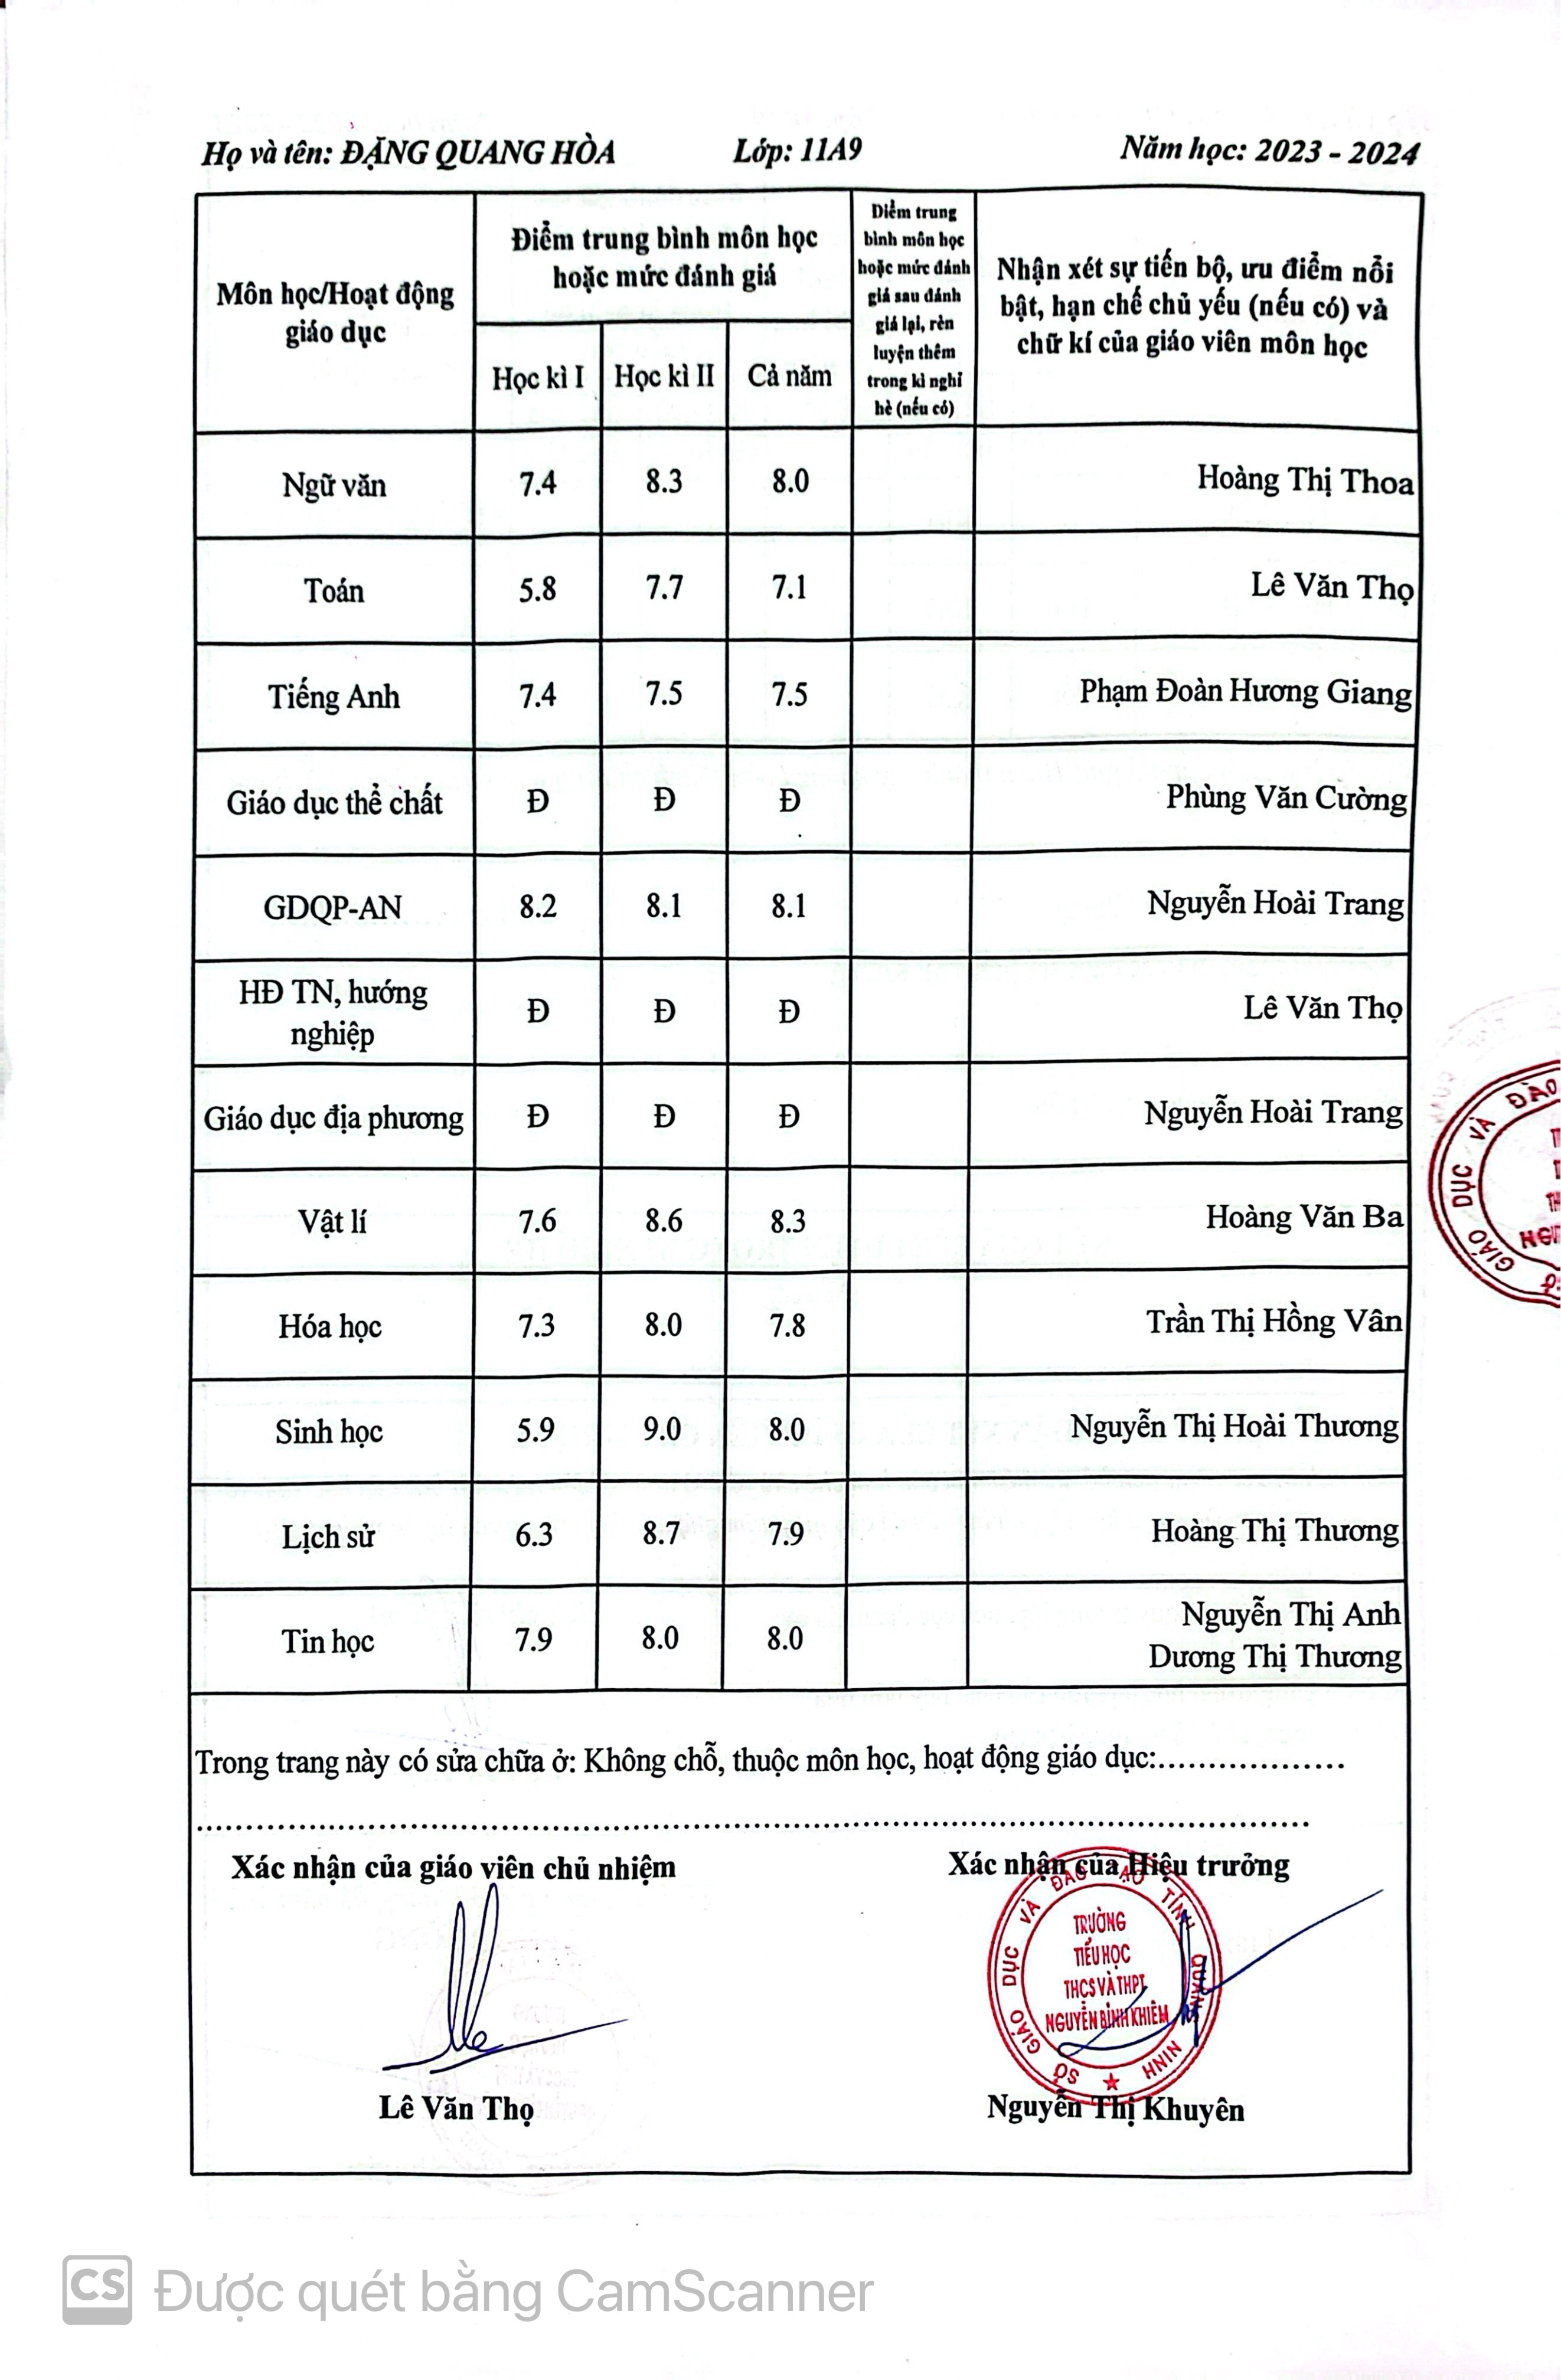 Họ và tên: ĐẶNG QUANG HÒA Lớp: 11A9 Năm học: 2023 - 2024
Môn học/Hoạt động
giáo dục
Điểm trung bình môn học
hoặc mức đánh giá
Học kì I Học kì II Cả năm
Điểm trung
bình môn học
hoặc mức đánh
giá sau đánh
giá lại, rèn
luyện thêm
trong kì nghỉ
hè (nếu có)
Nhận xét sự tiến bộ, ưu điểm nổi
bật, hạn chế chủ yếu (nếu có) và
chữ kí của giáo viên môn học
Ngữ văn 7.4 8.3 8.0 Hoàng Thị Thoa
Toán 5.8 7.7 7.1 Lê Văn Thọ
Tiếng Anh 7.4 7.5 7.5 Phạm Đoàn Hương Giang
Giáo dục thể chất Đ Đ Đ Phùng Văn Cường
GDQP-AN 8.2 8.1 8.1 Nguyễn Hoài Trang
HĐ TN, hướng
nghiệp Đ Đ Đ Lê Văn Thọ
Giáo dục địa phương Đ Đ Đ Nguyễn Hoài Trang
Vật lí 7.6 8.6 8.3 Hoàng Văn Ba
Hóa học 7.3 8.0 7.8 Trần Thị Hồng Vân
Sinh học 5.9 9.0 8.0 Nguyễn Thị Hoài Thương
Lịch sử 6.3 8.7 7.9 Hoàng Thị Thương
Tin học 7.9 8.0 8.0 Nguyễn Thị Anh
Dương Thị Thương
GIÁO DỤC VÀ ĐÀO
Trong trang này có sửa chữa ở: Không chỗ, thuộc môn học, hoạt động giáo dục:...................
Xác nhận của giáo viên chủ nhiệm Xác nhận của Hiệu trưởng
SỞ GIÁO DỤC VÀ ĐÀO TẠO TỈNH QUẢNG NINH
TRƯỜNG
TIỂU HỌC
THCS VÀ THPT
NGUYỄN BỈNH KHIÊM
Lê Văn Thọ Nguyễn Thị Khuyên
CS Được quét bằng CamScanner